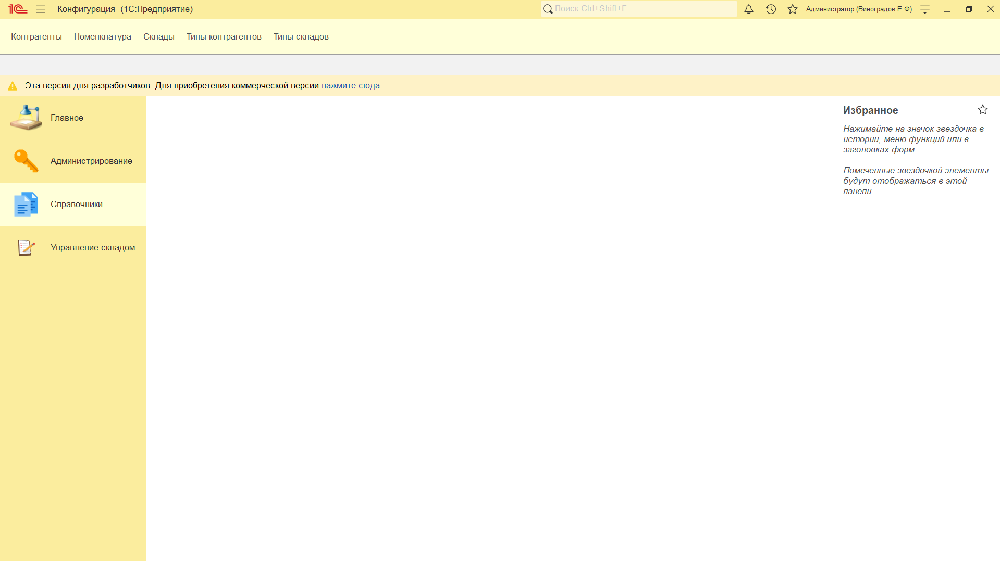 1С Конфигурация (1С:Предприятие) Поиск Ctrl+Shift+F Администратор (Виноградов Е.Ф)
Контрагенты Номенклатура Склады Типы контрагентов Типы складов
Эта версия для разработчиков. Для приобретения коммерческой версии нажмите сюда.
Главное
Администрирование
Справочники
Управление складом
Избранное
Нажимайте на значок звездочка в
истории, меню функций или в
заголовках форм.
Помеченные звездочкой элементы
будут отображаться в этой
панели.